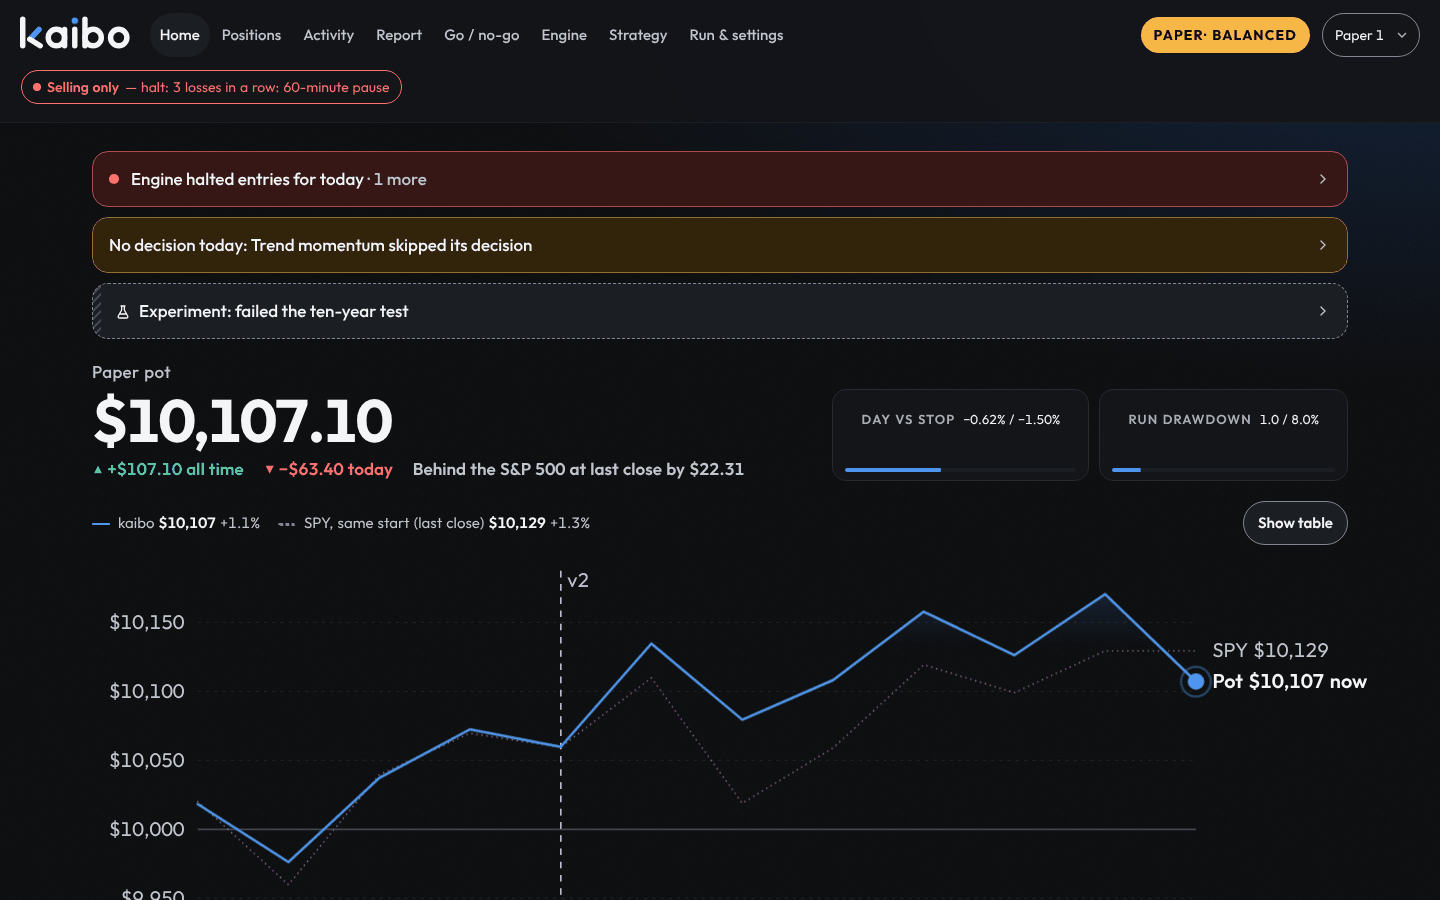 kaibo
Home Positions Activity Report Go / no-go Engine Strategy Run & settings
PAPER· BALANCED
Paper 1
Selling only — halt: 3 losses in a row: 60-minute pause
Engine halted entries for today · 1 more
No decision today: Trend momentum skipped its decision
Experiment: failed the ten-year test
Paper pot
$10,107.10
▲ +$107.10 all time ▼ −$63.40 today Behind the S&P 500 at last close by $22.31
DAY VS STOP −0.62% / −1.50%
RUN DRAWDOWN 1.0 / 8.0%
kaibo $10,107 +1.1% SPY, same start (last close) $10,129 +1.3%
Show table
v2
$10,150
SPY $10,129
Pot $10,107 now
$10,100
$10,050
$10,000
$9,950